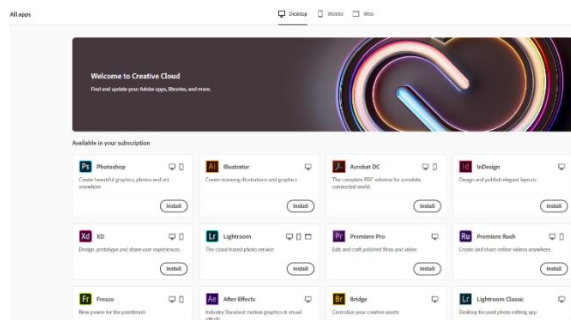 All apps
Desktop Mobile Web
Welcome to Creative Cloud
Find and update your Adobe apps, libraries, and more.
Available in your subscription
Ps Photoshop
Create beautiful graphics, photos and art
anywhere
Install
Ai Illustrator
Create stunning illustrations and graphics
Install
Acrobat DC
The complete PDF solution for a mobile,
connected world.
Install
Id InDesign
Design and publish elegant layouts
Install
Xd XD
Design, prototype and share user experiences
Install
Lr Lightroom
The cloud based photo service
Install
Pr Premiere Pro
Edit and craft polished films and video
Install
Ru Premiere Rush
Create and share online videos anywhere.
Install
Fr Fresco
New power for the paintbrush
Ae After Effects
Industry Standard motion graphics & visual
effects
Br Bridge
Centralize your creative assets
Lr Lightroom Classic
Desktop focused photo editing app